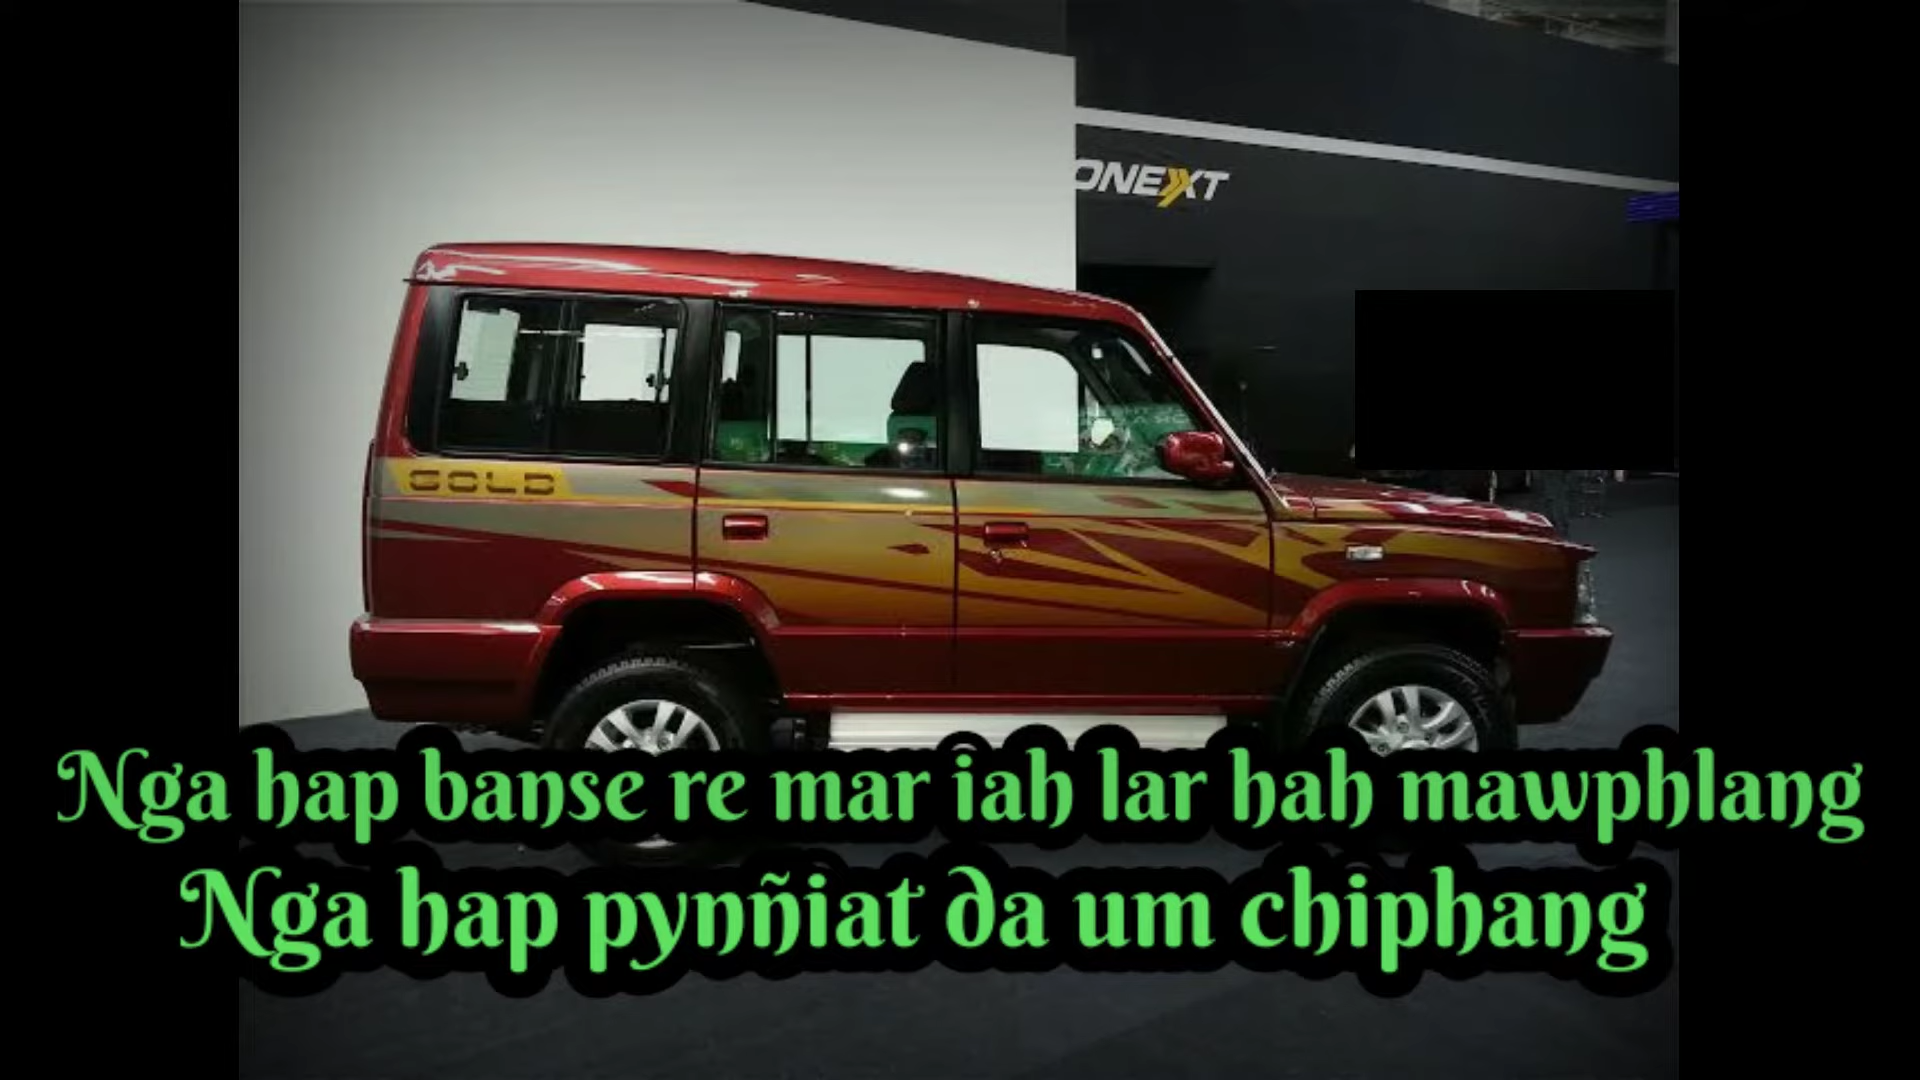 ONEXT
GOLD
Nga hap banse re mar iah lar hah mawphlang
Nga hap pynñiat da um chiphang